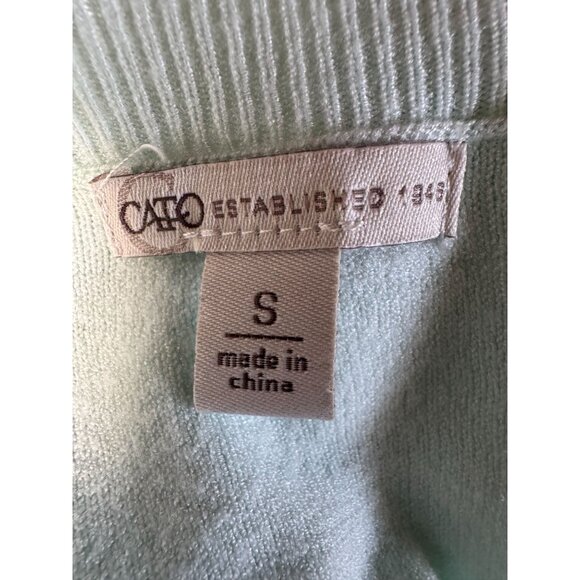 CATO ESTABLISHED 1946
S
made in
china